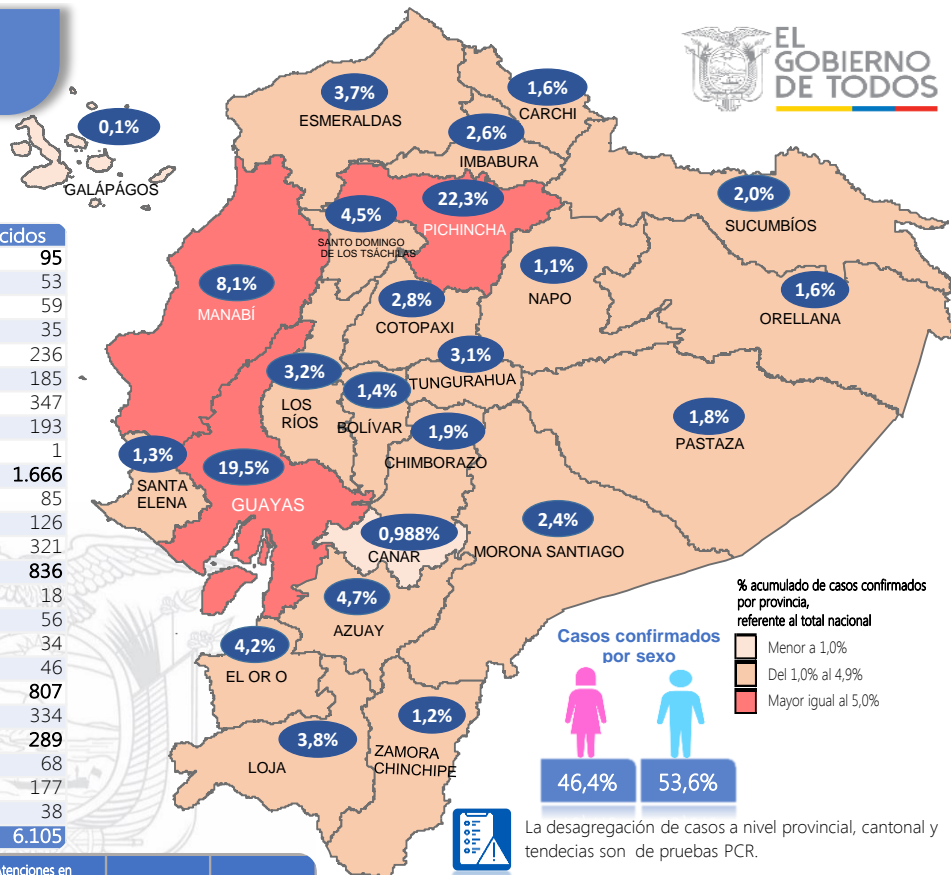 EL
GOBIERNO
DE TODOS
0,1%
GALÁPÁGOS
3,7%
ESMERALDAS
1,6%
CARCHI
2,6%
IMBABURA
22,3%
PICHINCHA
4,5%
SANTO DOMINGO
DE LOS TSÁCHILAS
2,0%
SUCUMBÍOS
8,1%
MANABÍ
1,1%
NAPO
2,8%
COTOPAXI
1,6%
ORELLANA
3,1%
TUNGURAHUA
3,2%
LOS
RÍOS
1,4%
BOLÍVAR
1,8%
PASTAZA
1,9%
CHIMBORAZO
1,3%
SANTA
ELENA
19,5%
GUAYAS
0,988%
CANAR
2,4%
MORONA SANTIAGO
4,7%
AZUAY
4,2%
EL OR O
3,8%
LOJA
1,2%
ZAMORA
CHINCHIPE
cidos
95
53
59
35
236
185
347
193
1
1.666
85
126
321
836
18
56
34
46
807
334
289
68
177
38
6.105
Atenciones en
% acumulado de casos confirmados
por provincia,
referente al total nacional
Menor a 1,0%
Del 1,0% al 4,9%
Mayor igual al 5,0%
Casos confirmados
por sexo
46,4%
53,6%
La desagregación de casos a nivel provincial, cantonal y
tendecias son de pruebas PCR.